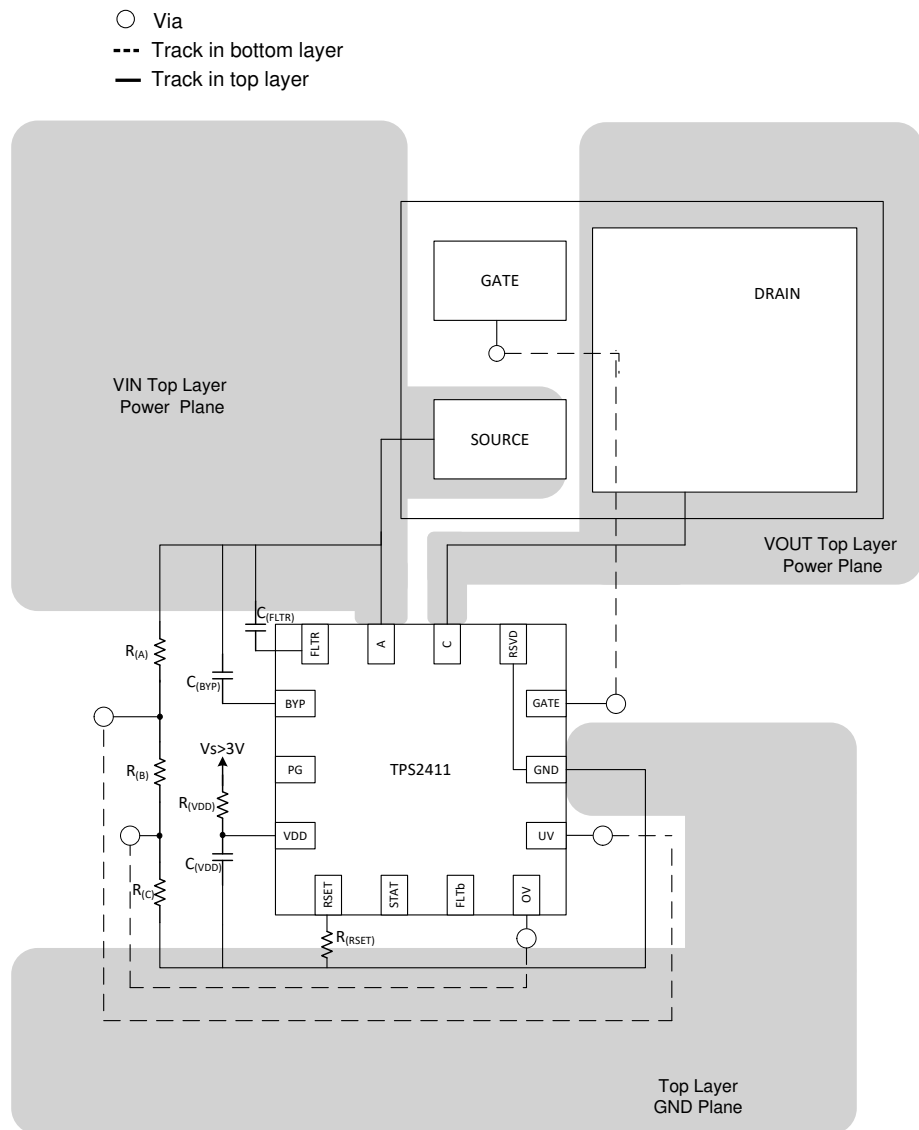 Via
Track in bottom layer
Track in top layer
GATE
DRAIN
VIN Top Layer
Power Plane
SOURCE
VOUT Top Layer
Power Plane
C(FLTR)
R(A)
FLTR
A
C
RSVD
C(BYP)
BYP
GATE
Vs>3V
PG
TPS2411
GND
R(B)
R(VDD)
VDD
UV
C(VDD)
R(C)
RSET
STAT
FLTb
OV
R(RSET)
Top Layer
GND Plane